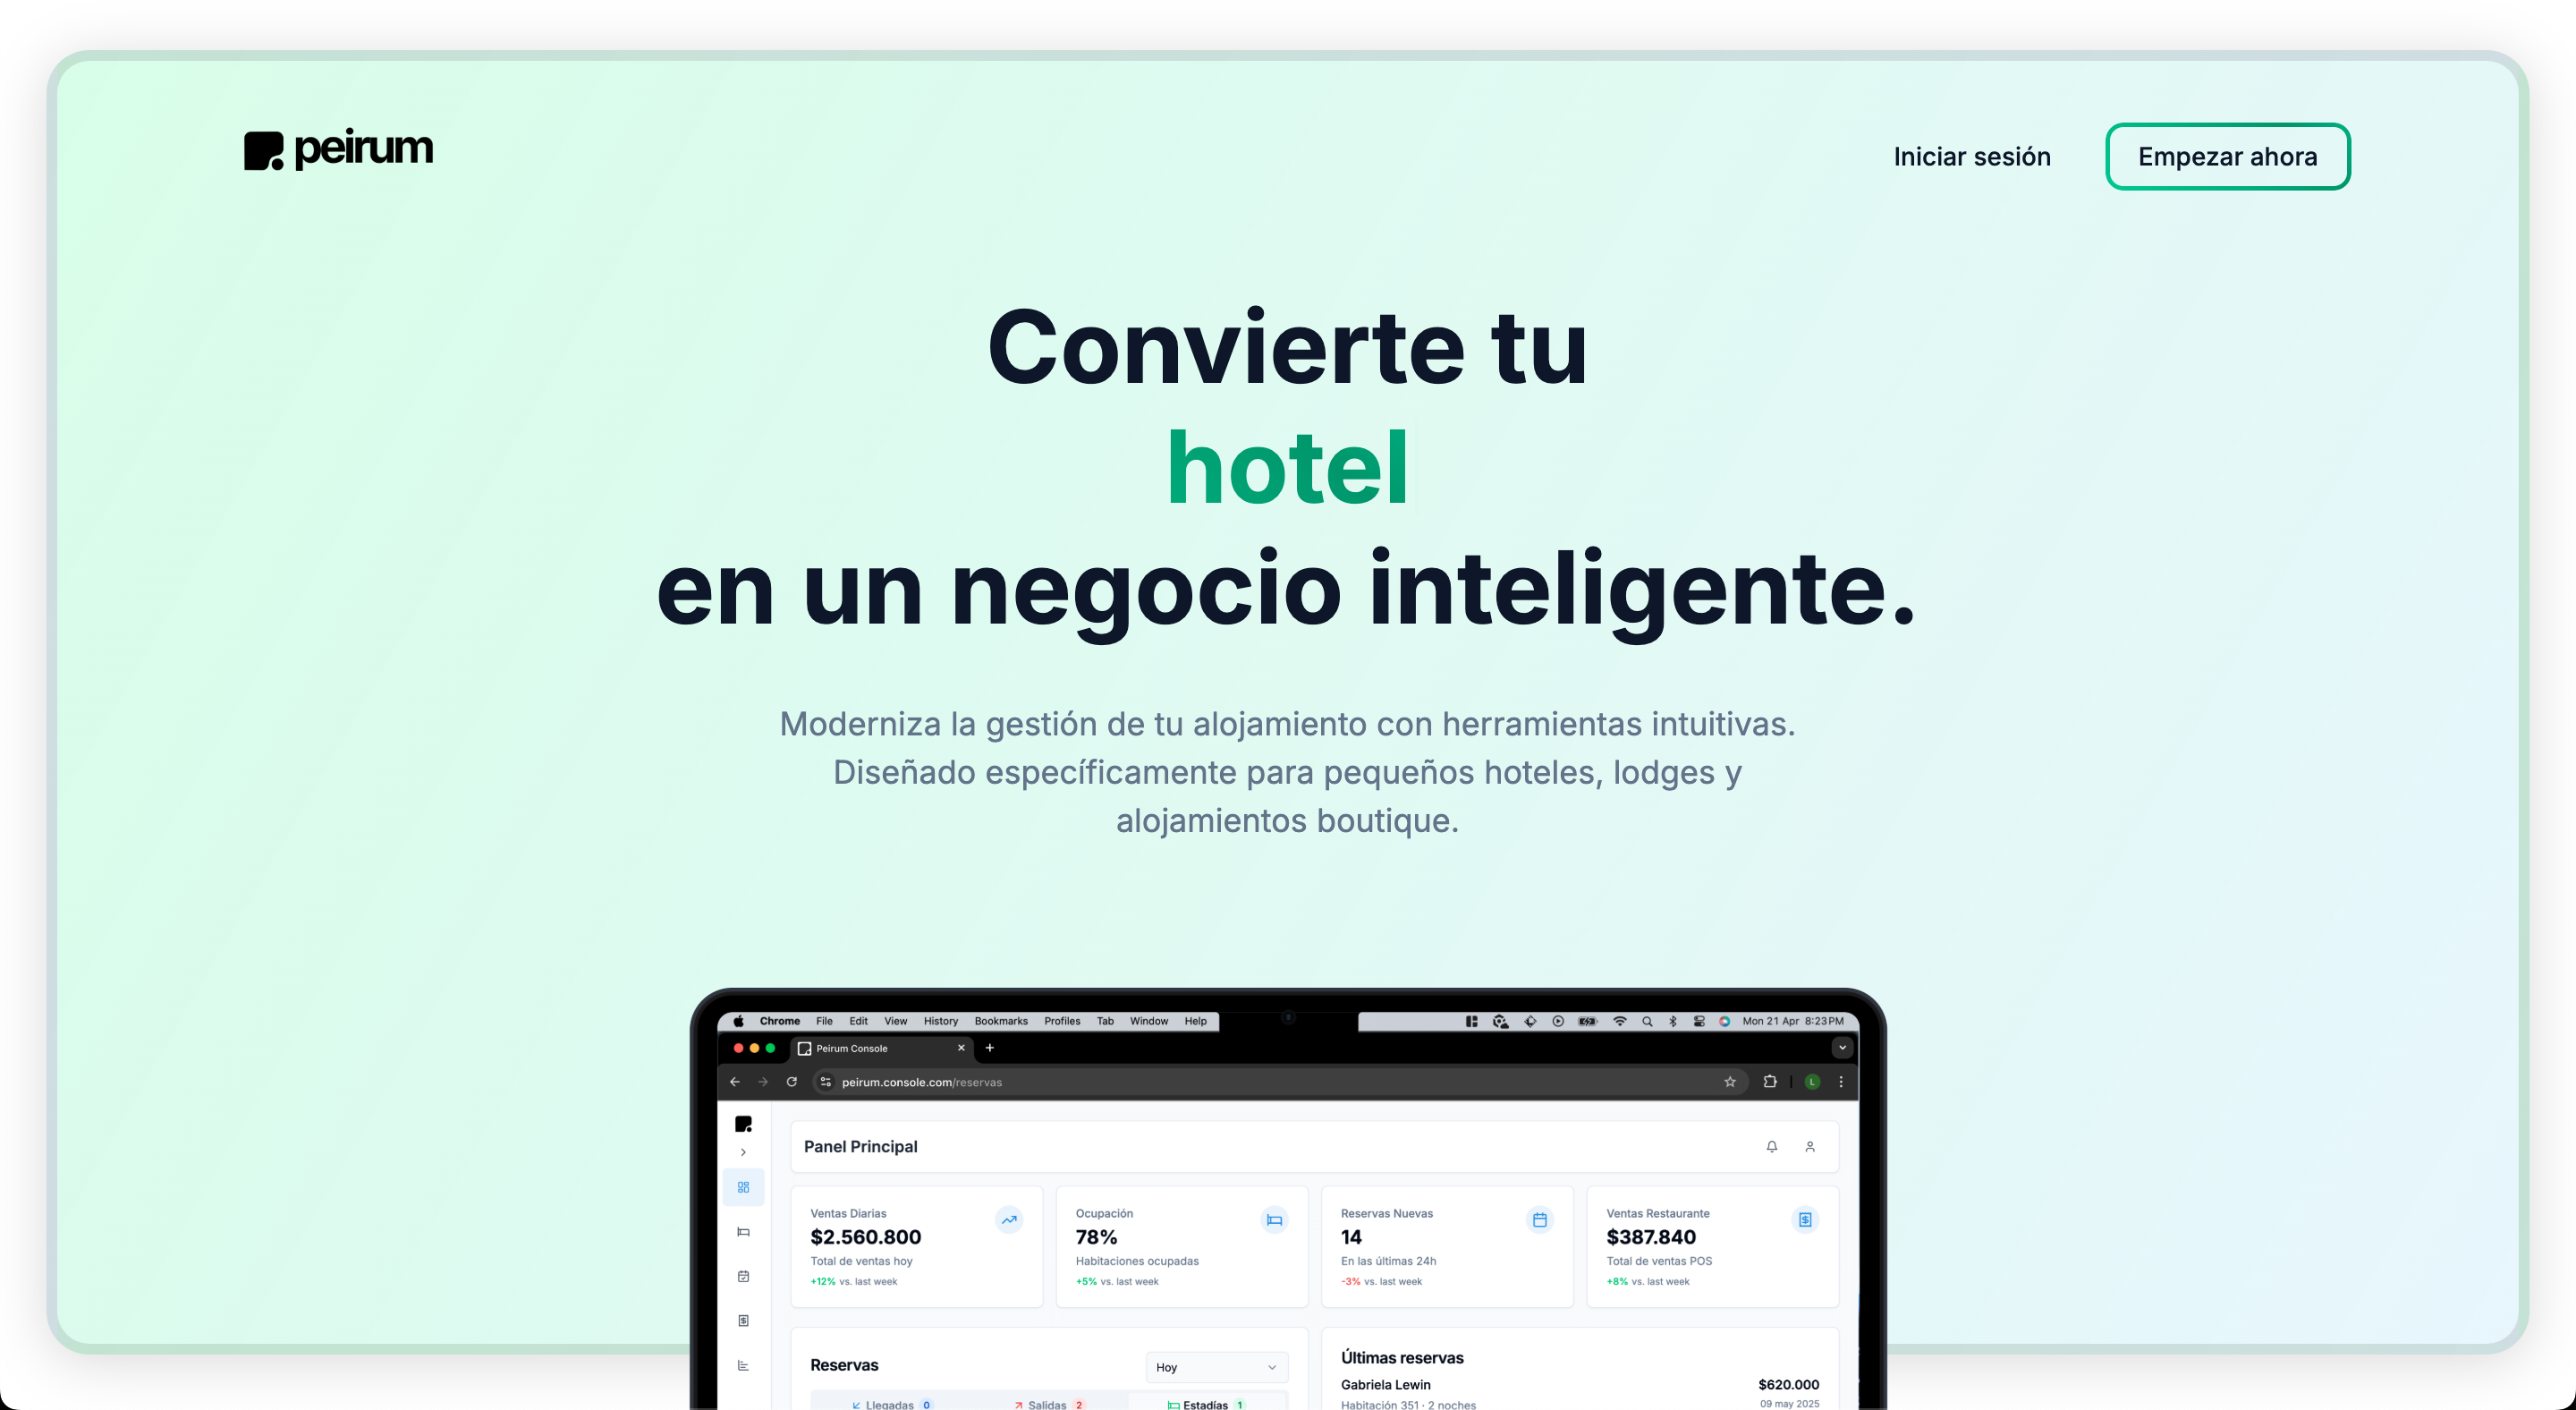 peirum
Iniciar sesión
Empezar ahora
Convierte tu
hotel
en un negocio inteligente.
Moderniza la gestión de tu alojamiento con herramientas intuitivas.
Diseñado específicamente para pequeños hoteles, lodges y
alojamientos boutique.
Chrome File Edit View History Bookmarks Profiles Tab Window Help
Mon 21 Apr 8:23 PM
Peirum Console
peirum.console.com/reservas
L
Panel Principal
Ventas Diarias
$2.560.800
Total de ventas hoy
+12% vs. last week
Ocupación
78%
Habitaciones ocupadas
+5% vs. last week
Reservas Nuevas
14
En las últimas 24h
-3% vs. last week
Ventas Restaurante
$387.840
Total de ventas POS
+8% vs. last week
Reservas
Hoy
Llegadas 0
Salidas 2
Estadías 1
Últimas reservas
Gabriela Lewin
$620.000
Habitación 351 · 2 noches
09 may 2025